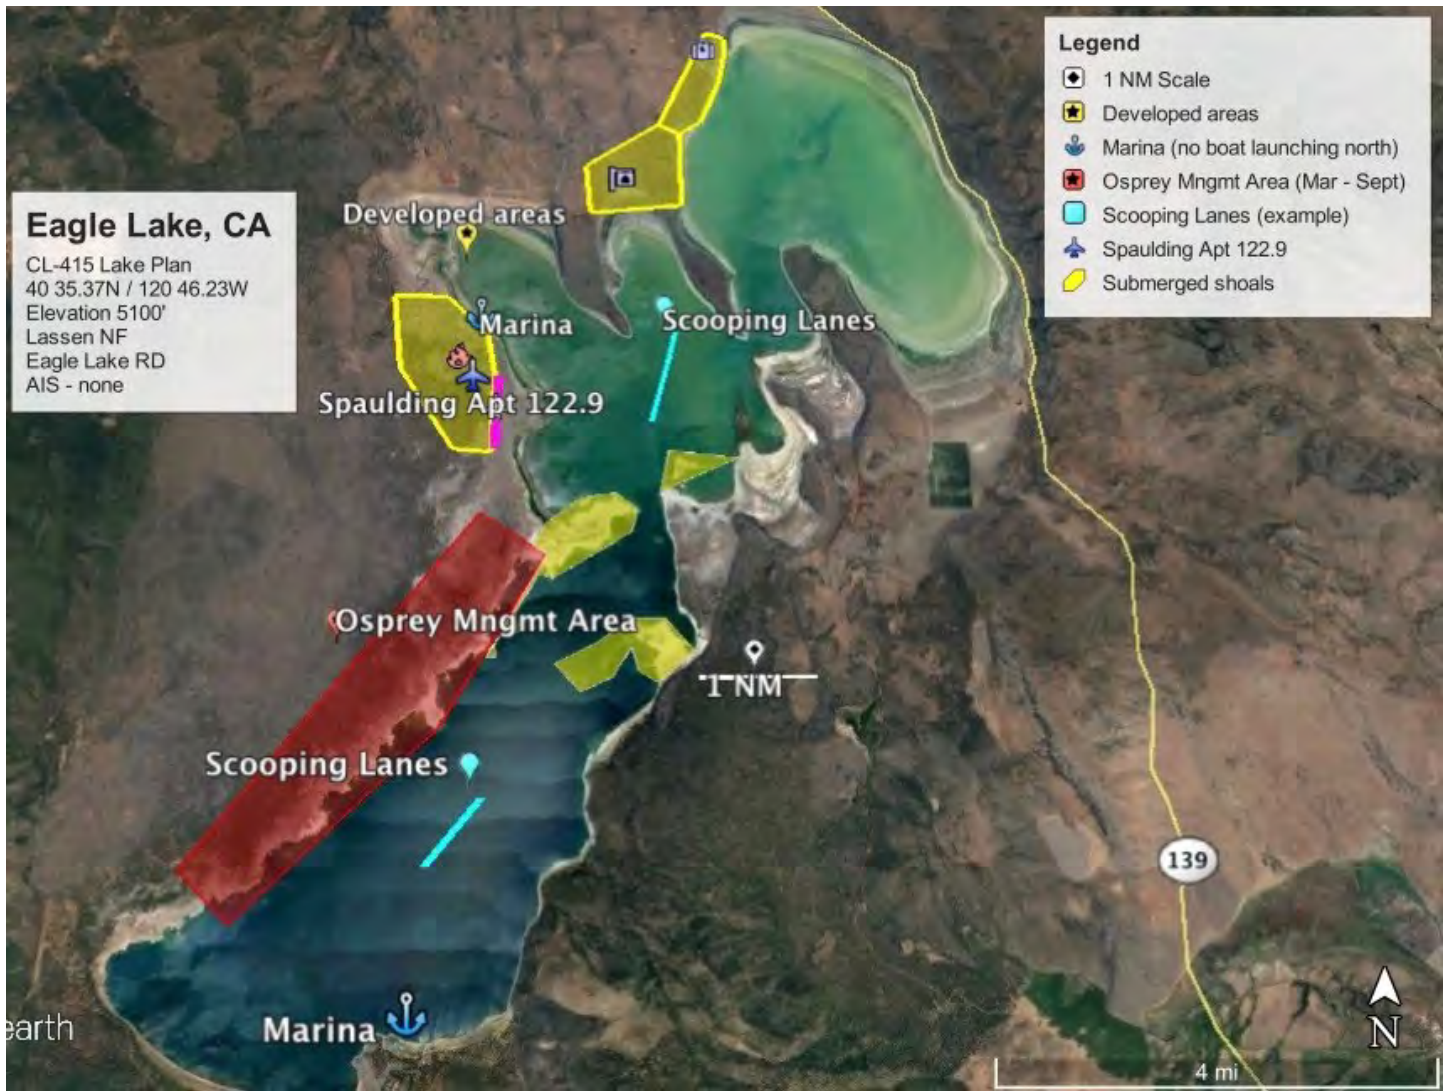 Legend
1 NM Scale
Developed areas
Marina (no boat launching north)
Osprey Mngmt Area (Mar - Sept)
Scooping Lanes (example)
Spaulding Apt 122.9
Submerged shoals
Eagle Lake, CA
CL-415 Lake Plan
40 35.37N / 120 46.23W
Elevation 5100'
Lassen NF
Eagle Lake RD
AIS - none
Developed areas
Marina
Scooping Lanes
Spaulding Apt 122.9
Osprey Mngmt Area
1 NM
Scooping Lanes
139
Marina
earth
N
4 mi